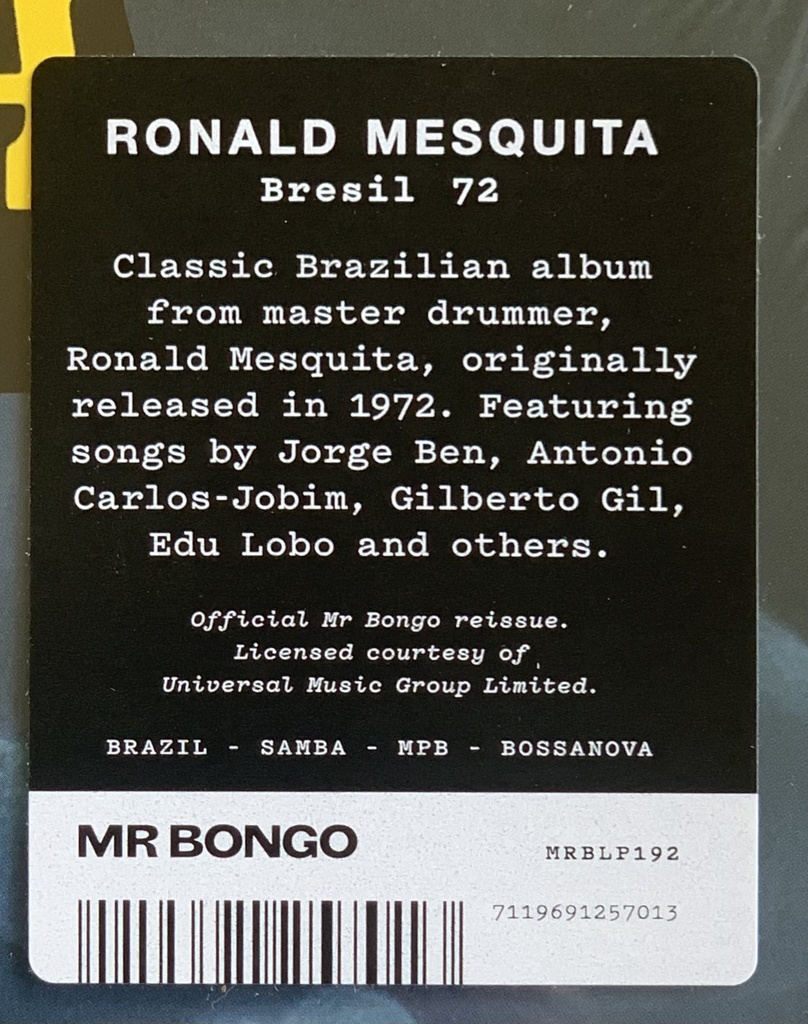 RONALD MESQUITA
Bresil 72
Classic Brazilian album
from master drummer,
Ronald Mesquita, originally
released in 1972. Featuring
songs by Jorge Ben, Antonio
Carlos-Jobim, Gilberto Gil,
Edu Lobo and others.
Official Mr Bongo reissue.
Licensed courtesy of
Universal Music Group Limited.
BRAZIL - SAMBA - MPB - BOSSANOVA
MR BONGO
MRBLP192
7119691257013